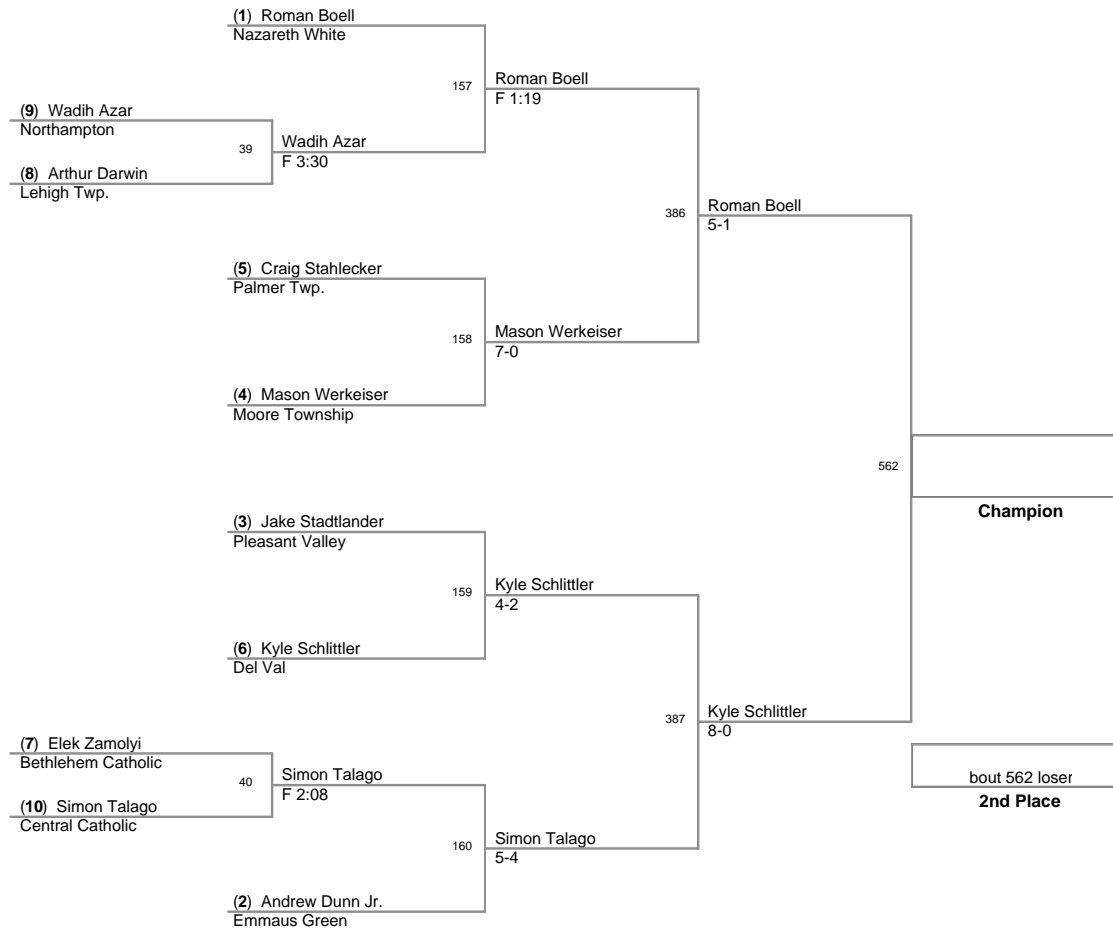 (1) Roman Boell
Nazareth White
157
Roman Boell
F 1:19
(9) Wadih Azar
Northampton
39
Wadih Azar
F 3:30
(8) Arthur Darwin
Lehigh Twp.
386
Roman Boell
5-1
(5) Craig Stahlecker
Palmer Twp.
158
Mason Werkeiser
7-0
(4) Mason Werkeiser
Moore Township
562
Champion
(3) Jake Stadtlander
Pleasant Valley
159
Kyle Schlittler
4-2
(6) Kyle Schlittler
Del Val
387
Kyle Schlittler
8-0
(7) Elek Zamolyi
Bethlehem Catholic
40
Simon Talago
F 2:08
(10) Simon Talago
Central Catholic
bout 562 loser
2nd Place
160
Simon Talago
5-4
(2) Andrew Dunn Jr.
Emmaus Green